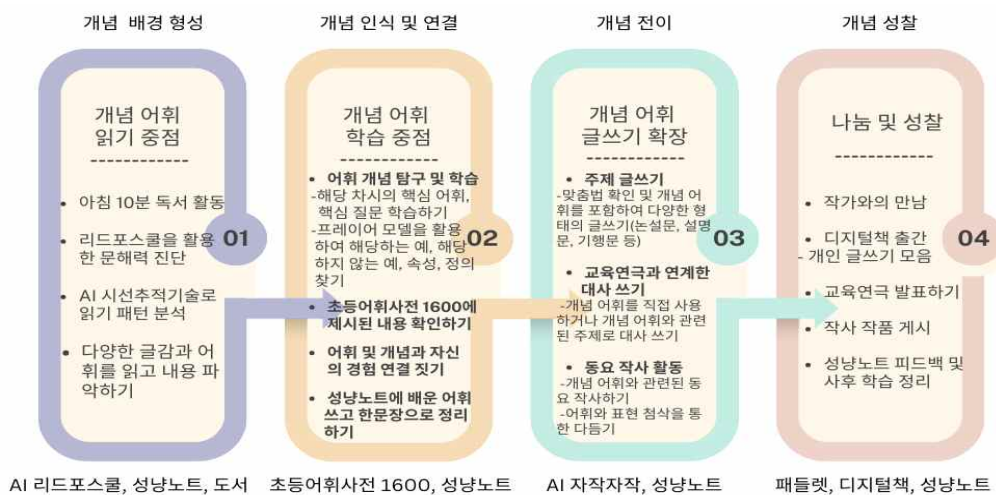 개념 배경 형성
개념 어휘
읽기 중점
------------
• 아침 10분 독서 활동
• 리드포스쿨을 활용
한 문해력 진단
• AI 시선추적기술로
읽기 패턴 분석
• 다양한 글감과 어
휘를 읽고 내용 파
악하기
01
AI 리드포스쿨, 성냥노트, 도서
개념 인식 및 연결
개념 어휘
학습 중점
------------
• 어휘 개념 탐구 및 학습
-해당 차시의 핵심 어휘,
핵심 질문 학습하기
-프레이어 모델을 활용
하여 해당하는 예, 해당
하지 않는 예, 속성, 정의
찾기
• 초등어휘사전 1600에
제시된 내용 확인하기
• 어휘 및 개념과 자신
의 경험 연결 짓기
• 성냥노트에 배운 어휘
쓰고 한문장으로 정리
하기
02
초등어휘사전 1600, 성냥노트
개념 전이
개념 어휘
글쓰기 확장
------------
• 주제 글쓰기
-맞춤법 확인 및 개념 어
휘를 포함하여 다양한 형
태의 글쓰기(논설문, 설명
문, 기행문 등)
• 교육연극과 연계한
대사 쓰기
-개념 어휘를 직접 사용
하거나 개념 어휘와 관련
된 주제로 대사 쓰기
• 동요 작사 활동
-개념 어휘와 관련된 동
요 작사하기
-어휘와 표현 첨삭을 통
한 다듬기
03
AI 자작자작, 성냥노트
개념 성찰
나눔 및 성찰
------------
• 작가와의 만남
• 디지털책 출간
- 개인 글쓰기 모음
• 교육연극 발표하기
• 작사 작품 게시
• 성냥노트 피드백 및
사후 학습 정리
04
패들렛, 디지털책, 성냥노트